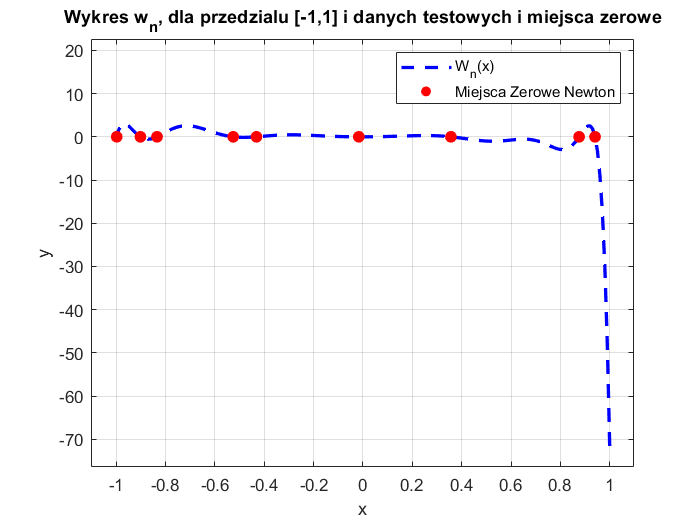 Wykres w_n, dla przedzialu [-1,1] i danych testowych i miejsca zerowe
W_n(x)
Miejsca Zerowe Newton
20
10
0
-10
-20
-30
-40
-50
-60
-70
y
-1 -0.8 -0.6 -0.4 -0.2 0 0.2 0.4 0.6 0.8 1
x